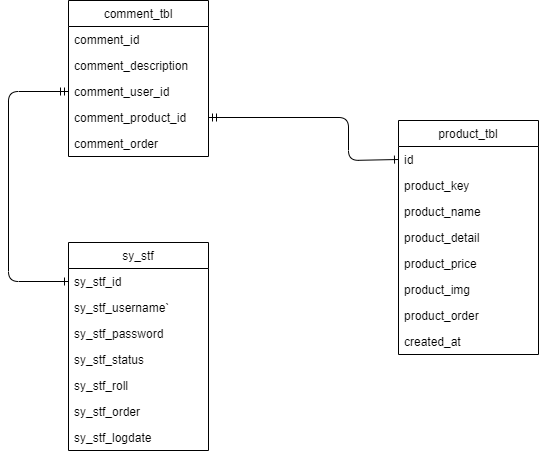 comment_tbl
comment_id
comment_description
comment_user_id
comment_product_id
comment_order
product_tbl
id
product_key
product_name
product_detail
product_price
product_img
product_order
created_at
sy_stf
sy_stf_id
sy_stf_username`
sy_stf_password
sy_stf_status
sy_stf_roll
sy_stf_order
sy_stf_logdate